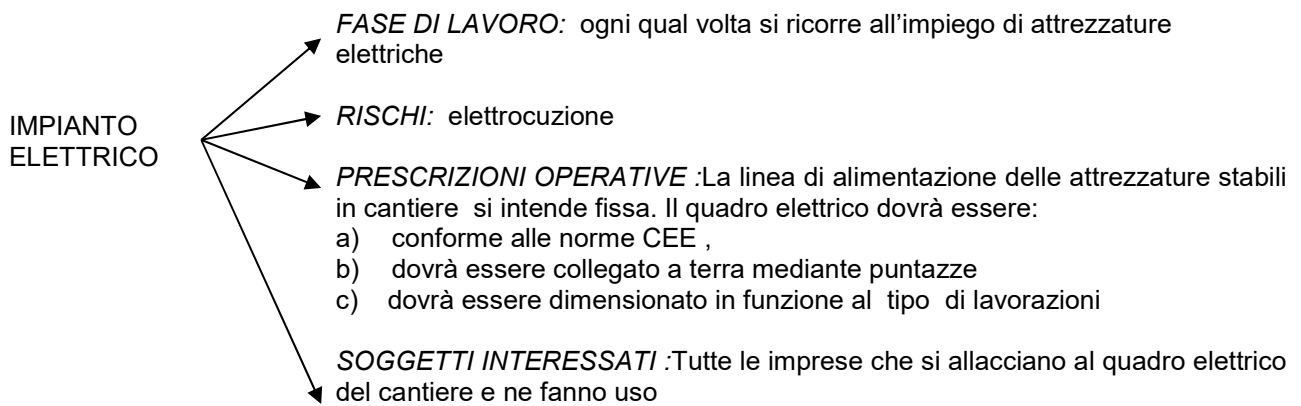 FASE DI LAVORO: ogni qual volta si ricorre all’impiego di attrezzature
elettriche
IMPIANTO
ELETTRICO
RISCHI: elettrocuzione
PRESCRIZIONI OPERATIVE :La linea di alimentazione delle attrezzature stabili
in cantiere si intende fissa. Il quadro elettrico dovrà essere:
a) conforme alle norme CEE ,
b) dovrà essere collegato a terra mediante puntazze
c) dovrà essere dimensionato in funzione al tipo di lavorazioni
SOGGETTI INTERESSATI :Tutte le imprese che si allacciano al quadro elettrico
del cantiere e ne fanno uso